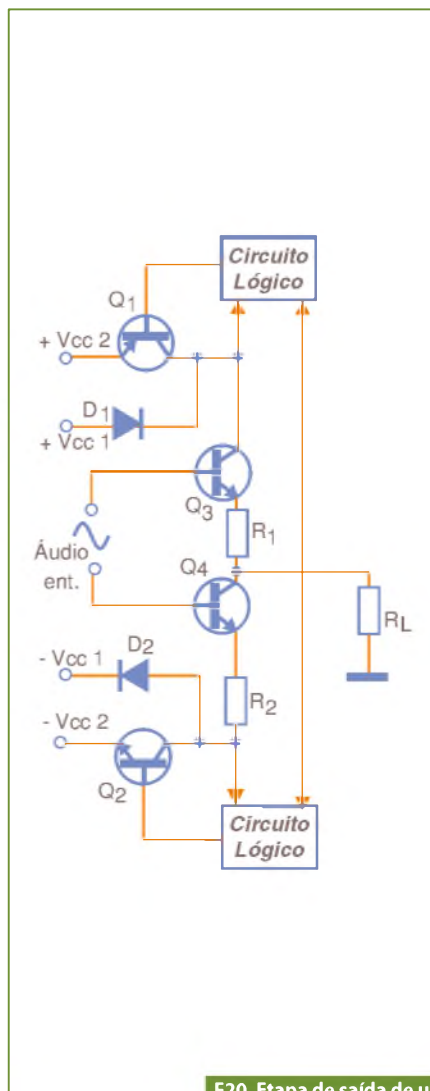 Circuito
Lógico
Q1
+ Vcc 2
D1
+ Vcc 1
Q3
R1
Áudio
ent.
Q4
RL
- Vcc 1
D2
R2
- Vcc 2
Q2
Circuito
Lógico
F20. Etapa de saída de u